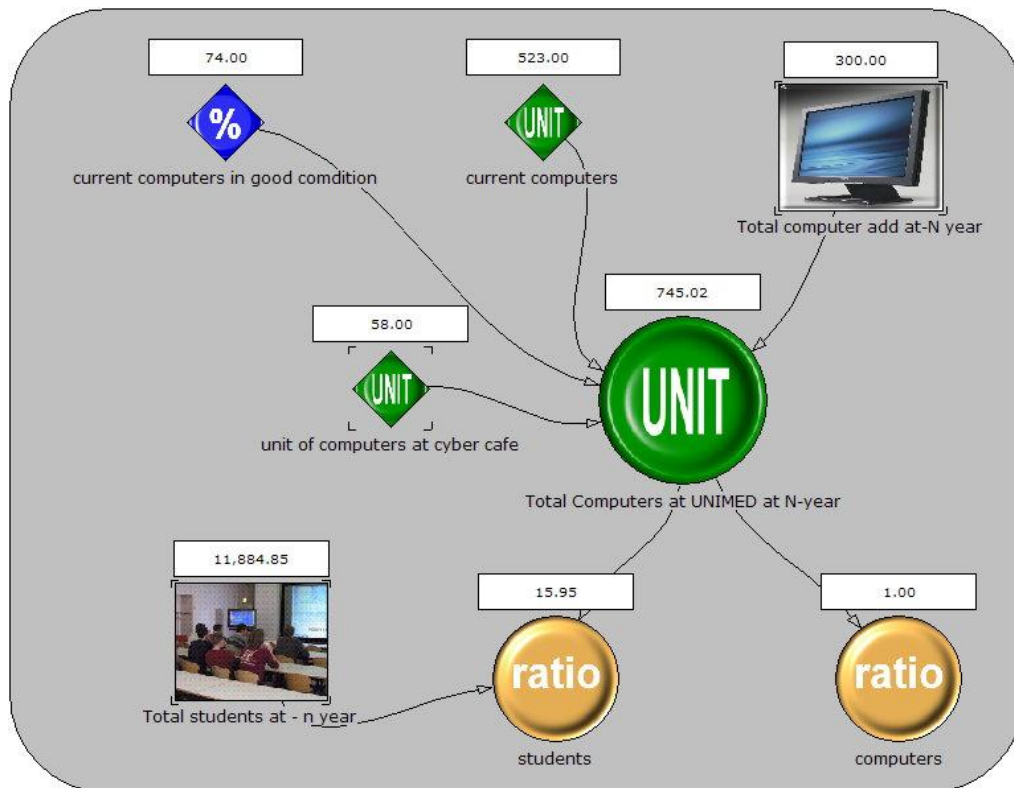 74.00
523.00
300.00
%
UNIT
current computers in good comdition
current computers
Total computer add at-N year
745.02
58.00
UNIT
UNIT
unit of computers at cyber cafe
Total Computers at UNIMED at N-year
11,884.85
15.95
1.00
ratio
ratio
Total students at - n year
students
computers